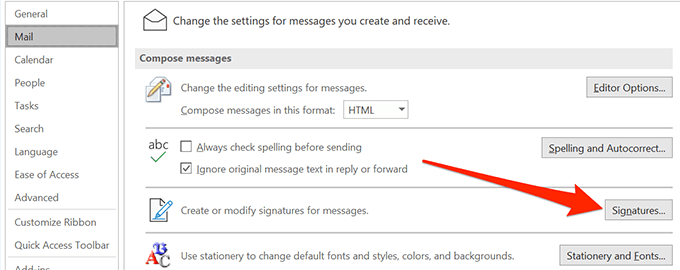 General
Mail
Calendar
People
Tasks
Search
Language
Ease of Access
Advanced
Customize Ribbon
Quick Access Toolbar
Add-ins
Change the settings for messages you create and receive.
Compose messages
Change the editing settings for messages.
Editor Options...
Compose messages in this format: HTML
abc
Always check spelling before sending
Spelling and Autocorrect...
Ignore original message text in reply or forward
Create or modify signatures for messages.
Signatures...
Use stationery to change default fonts and styles, colors, and backgrounds.
Stationery and Fonts...